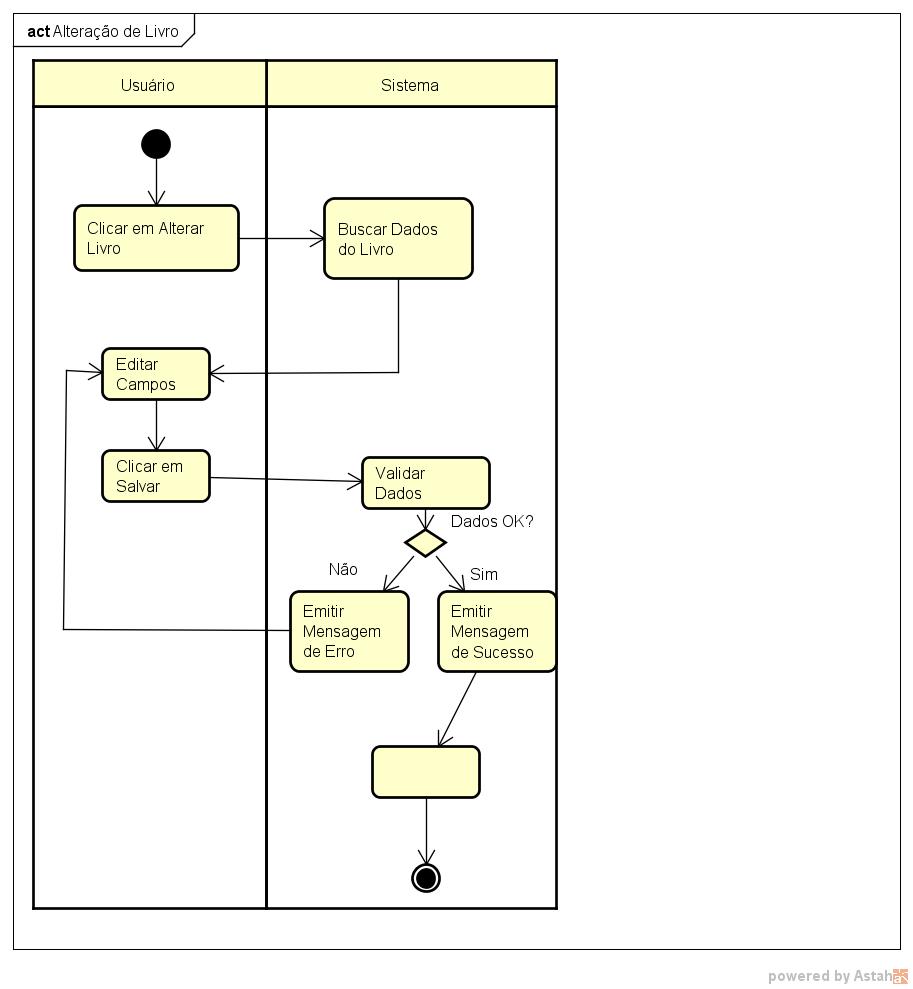 act Alteração de Livro
Usuário
Sistema
Clicar em Alterar
Livro
Buscar Dados
do Livro
Editar
Campos
Clicar em
Salvar
Validar
Dados
Dados OK?
Não
Sim
Emitir
Mensagem
de Erro
Emitir
Mensagem
de Sucesso
powered by Astah